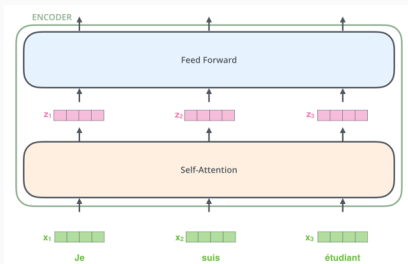 ENCODER
Feed Forward
z1 z2 z3
Self-Attention
x1 x2 x3
Je suis étudiant